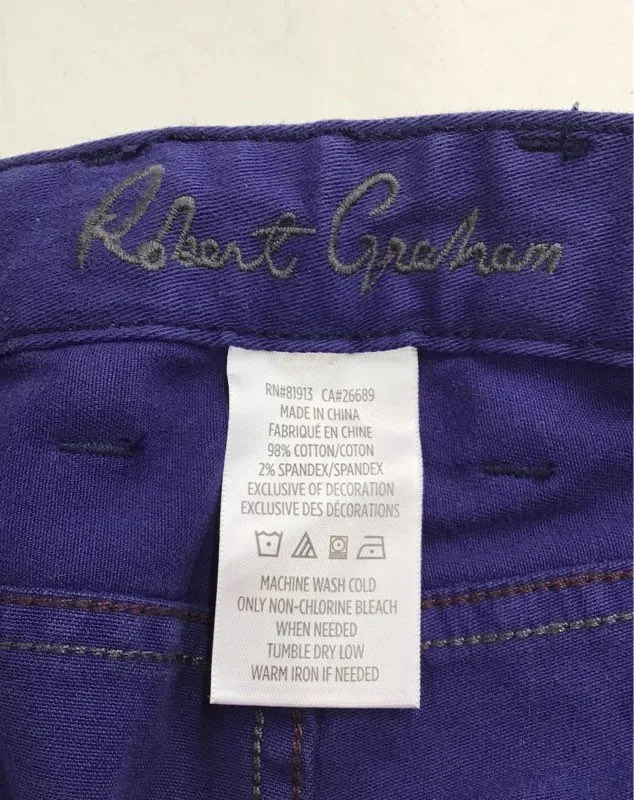 Robert Graham
RN#81913 CA#26689
MADE IN CHINA
FABRIQUÉ EN CHINE
98% COTTON/COTON
2% SPANDEX/SPANDEX
EXCLUSIVE OF DECORATION
EXCLUSIVE DES DÉCORATIONS
MACHINE WASH COLD
ONLY NON-CHLORINE BLEACH
WHEN NEEDED
TUMBLE DRY LOW
WARM IRON IF NEEDED